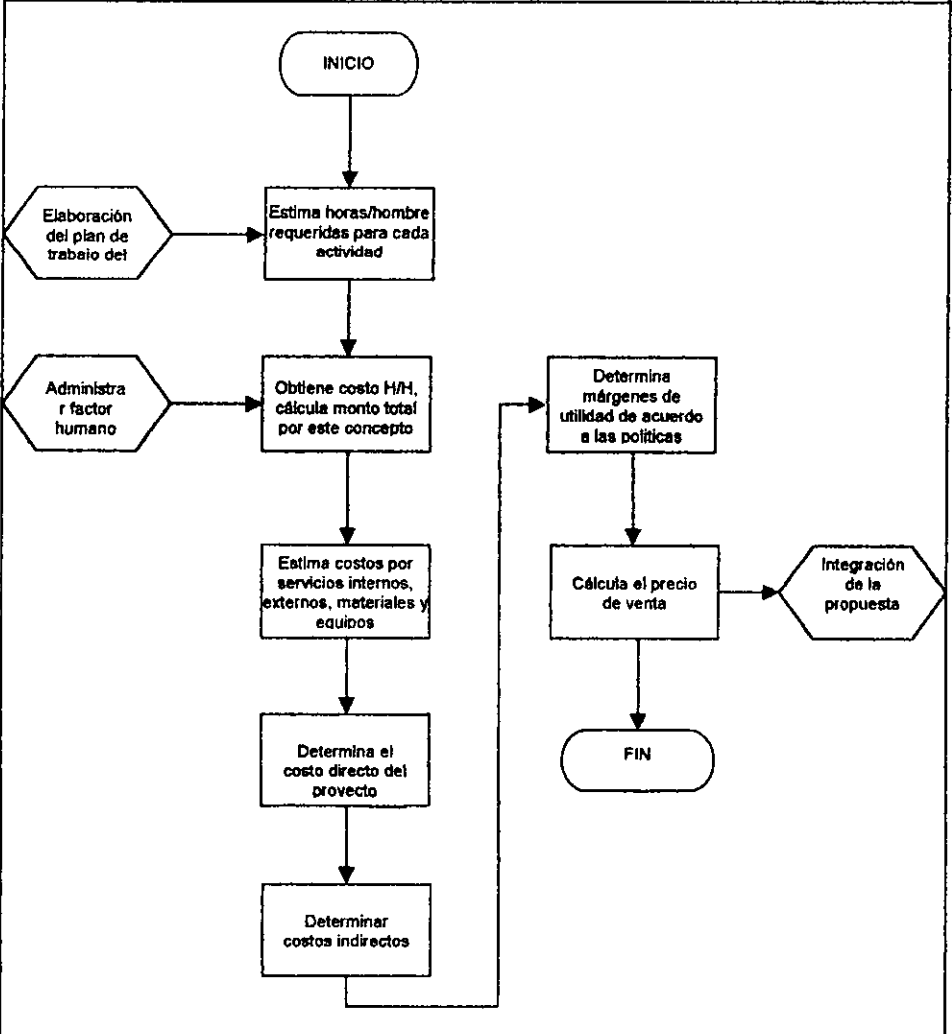 INICIO
Elaboración
del plan de
trabajo del
Estima horas/hombre
requeridas para cada
actividad
Administra
r factor
humano
Obtiene costo H/H,
cálcula monto total
por este concepto
Estima costos por
servicios internos,
externos, materiales y
equipos
Determina el
costo directo del
proyecto
Determinar
costos indirectos
Determina
márgenes de
utilidad de acuerdo
a las políticas
Cálcula el precio
de venta
Integración
de la
propuesta
FIN